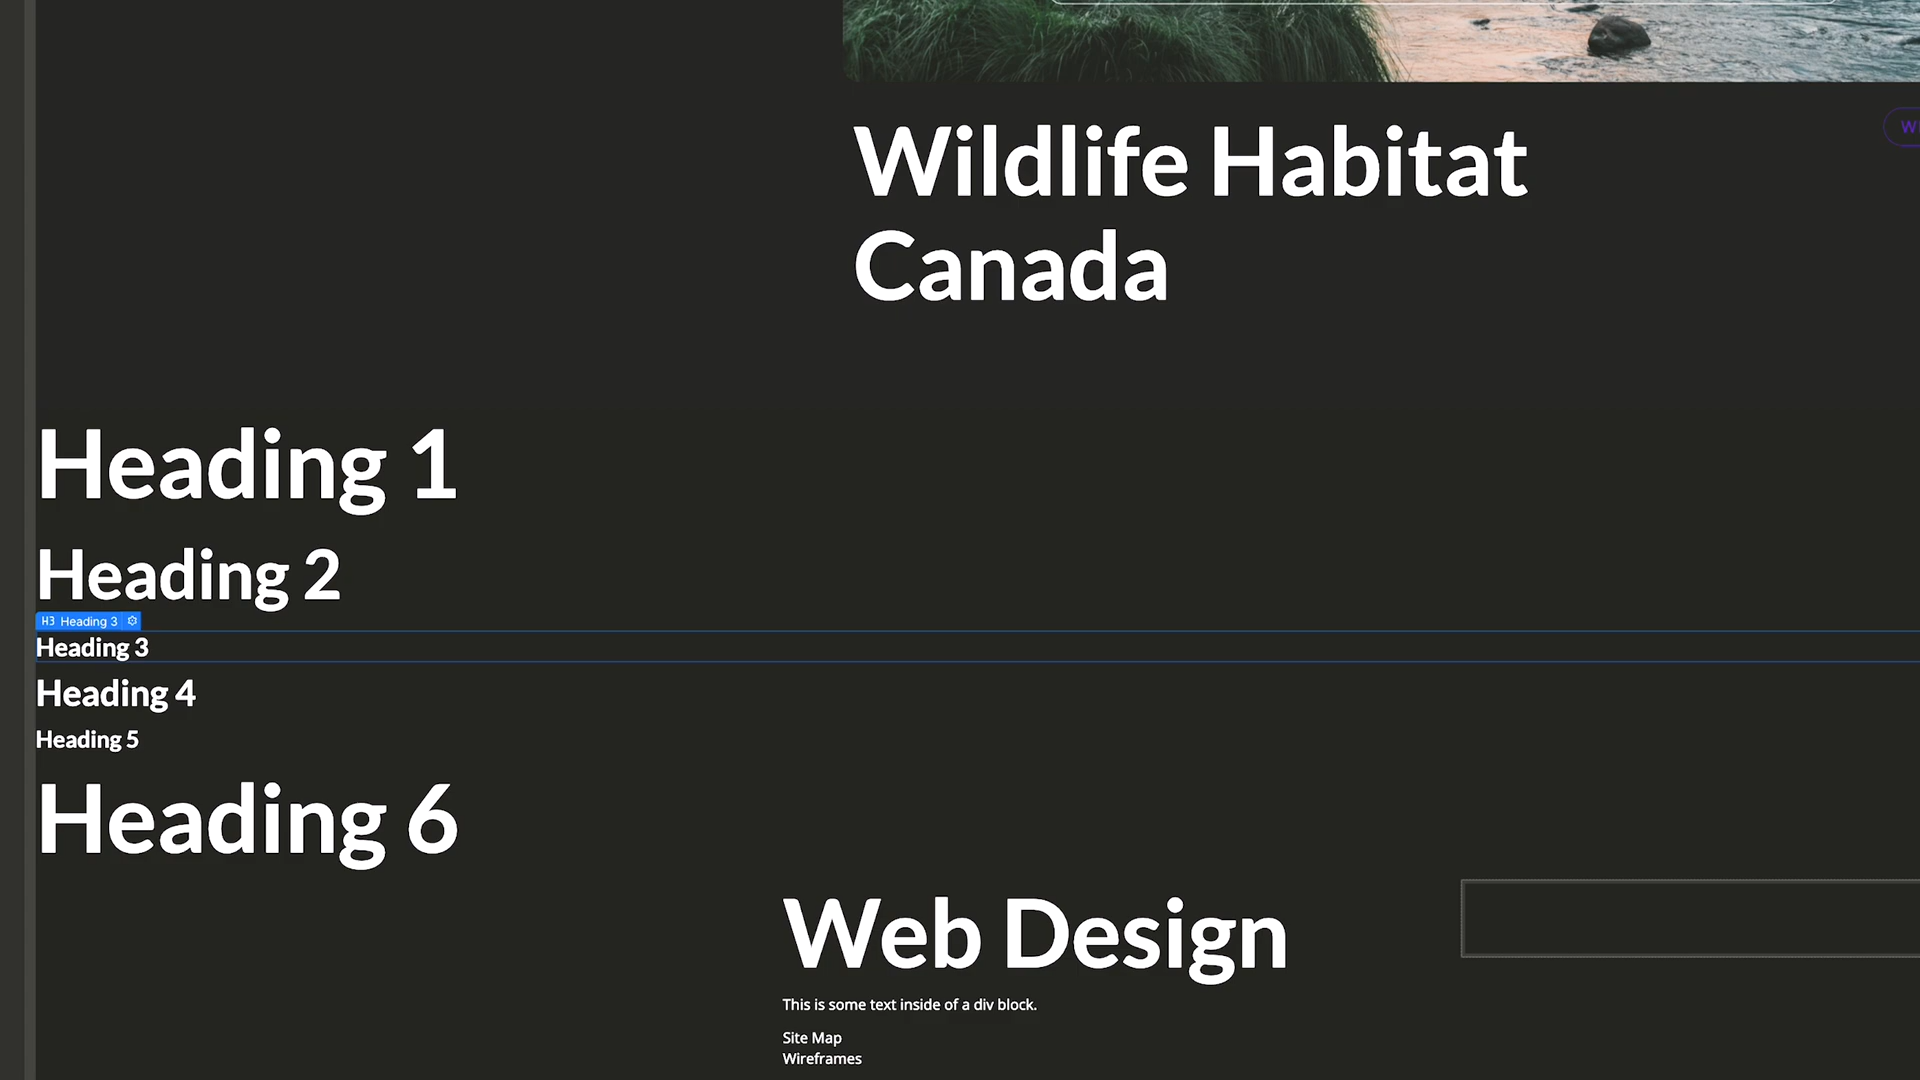 Wildlife Habitat
Canada
Heading 1
Heading 2
H3 Heading 3
Heading 3
Heading 4
Heading 5
Heading 6
Web Design
This is some text inside of a div block.
Site Map
Wireframes